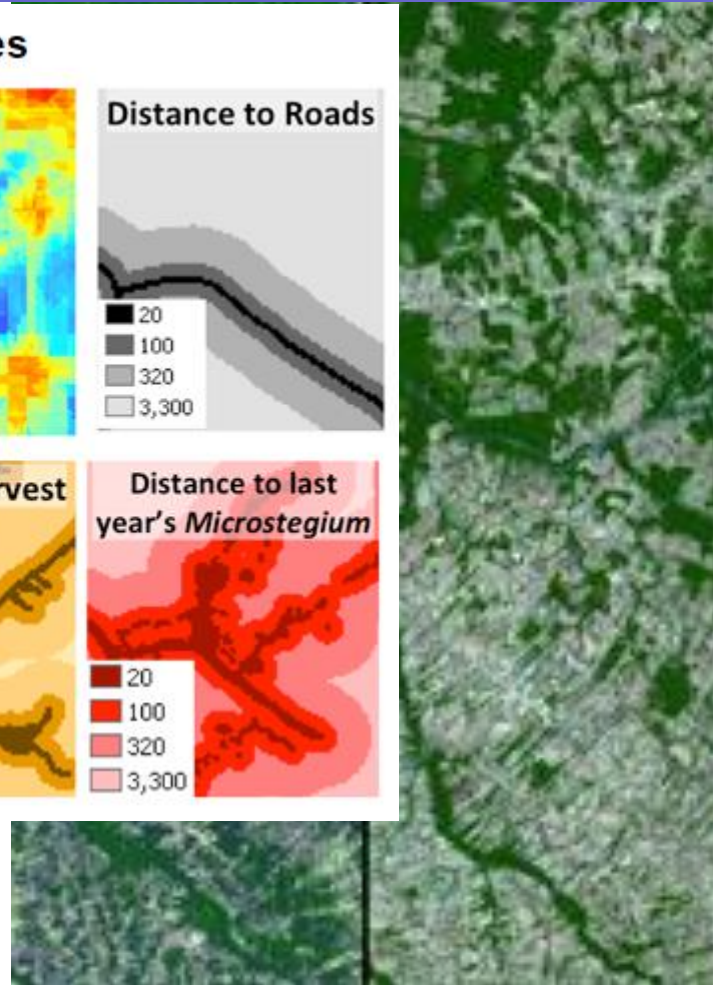 es
Distance to Roads
20
100
320
3,300
rvest
Distance to last
year's Microstegium
20
100
320
3,300